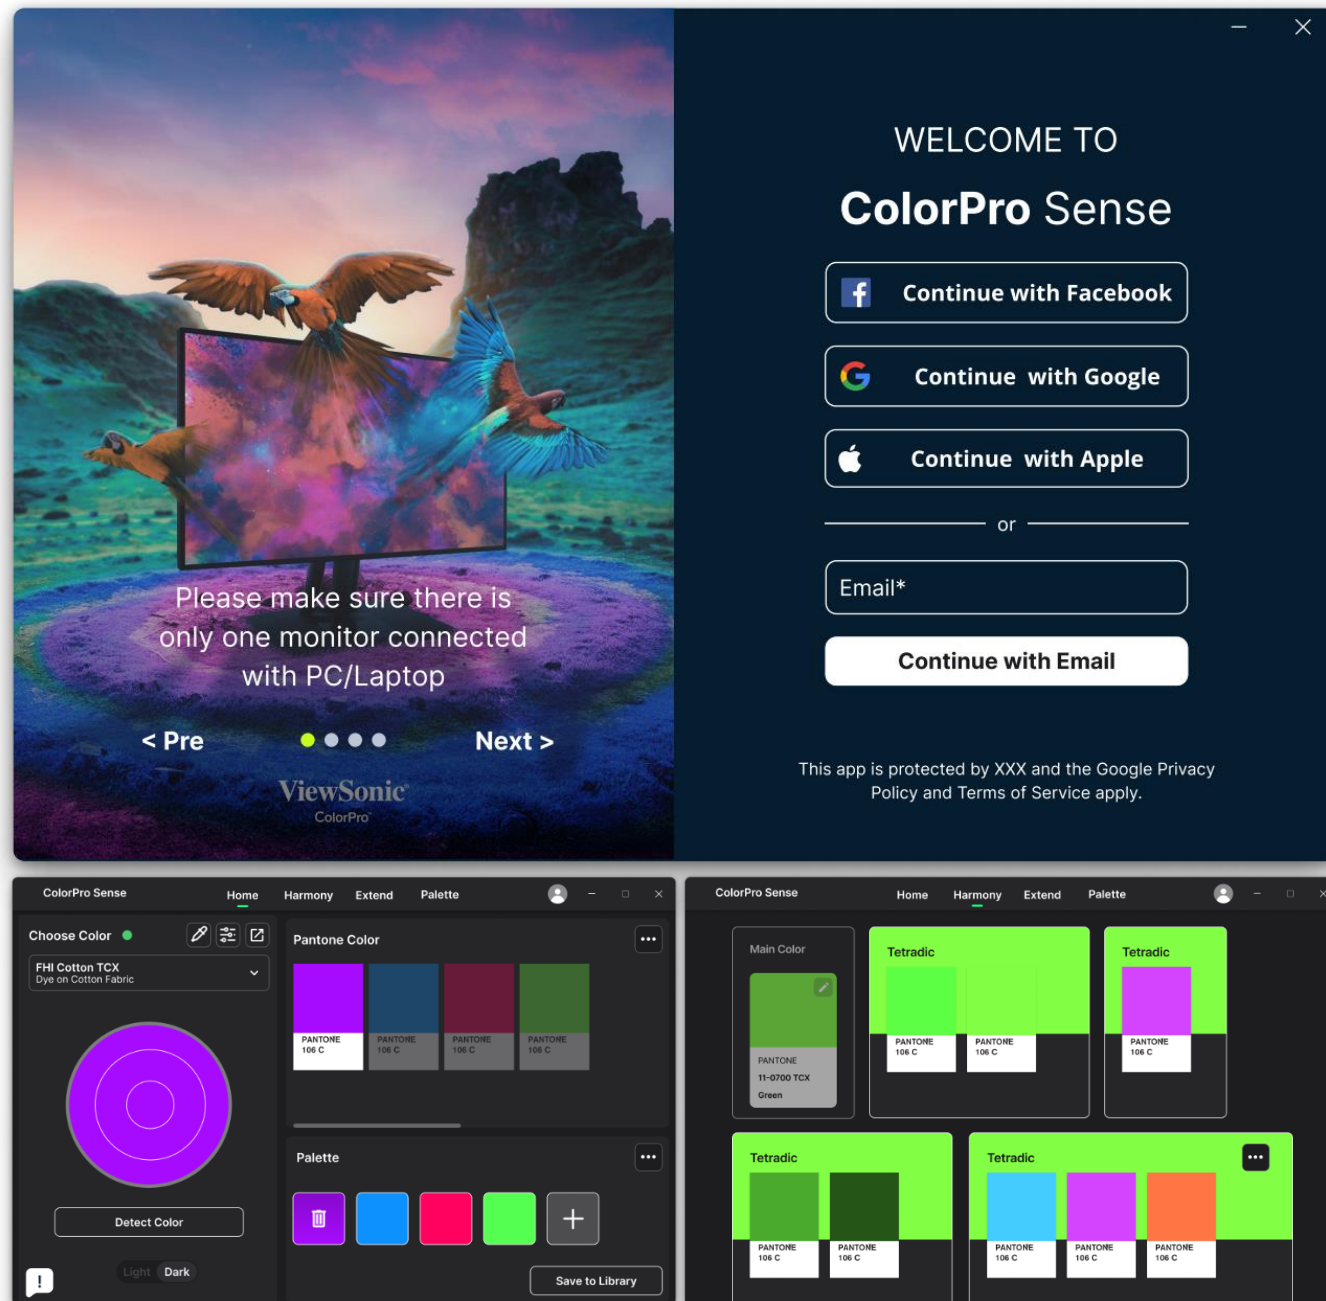 Please make sure there is
only one monitor connected
with PC/Laptop
< Pre
Next >
ViewSonic
ColorPro
WELCOME TO
ColorPro Sense
Continue with Facebook
Continue with Google
Continue with Apple
or
Email*
Continue with Email
This app is protected by XXX and the Google Privacy
Policy and Terms of Service apply.
ColorPro Sense
Home
Harmony
Extend
Palette
Choose Color
FHI Cotton TCX
Dye on Cotton Fabric
Detect Color
Light Dark
!
Pantone Color
PANTONE
106 C
PANTONE
106 C
PANTONE
106 C
PANTONE
106 C
Palette
Save to Library
ColorPro Sense
Home
Harmony
Extend
Palette
Main Color
PANTONE
11-0700 TCX
Green
Tetradic
PANTONE
106 C
PANTONE
106 C
Tetradic
PANTONE
106 C
Tetradic
PANTONE
106 C
PANTONE
106 C
Tetradic
PANTONE
106 C
PANTONE
106 C
PANTONE
106 C